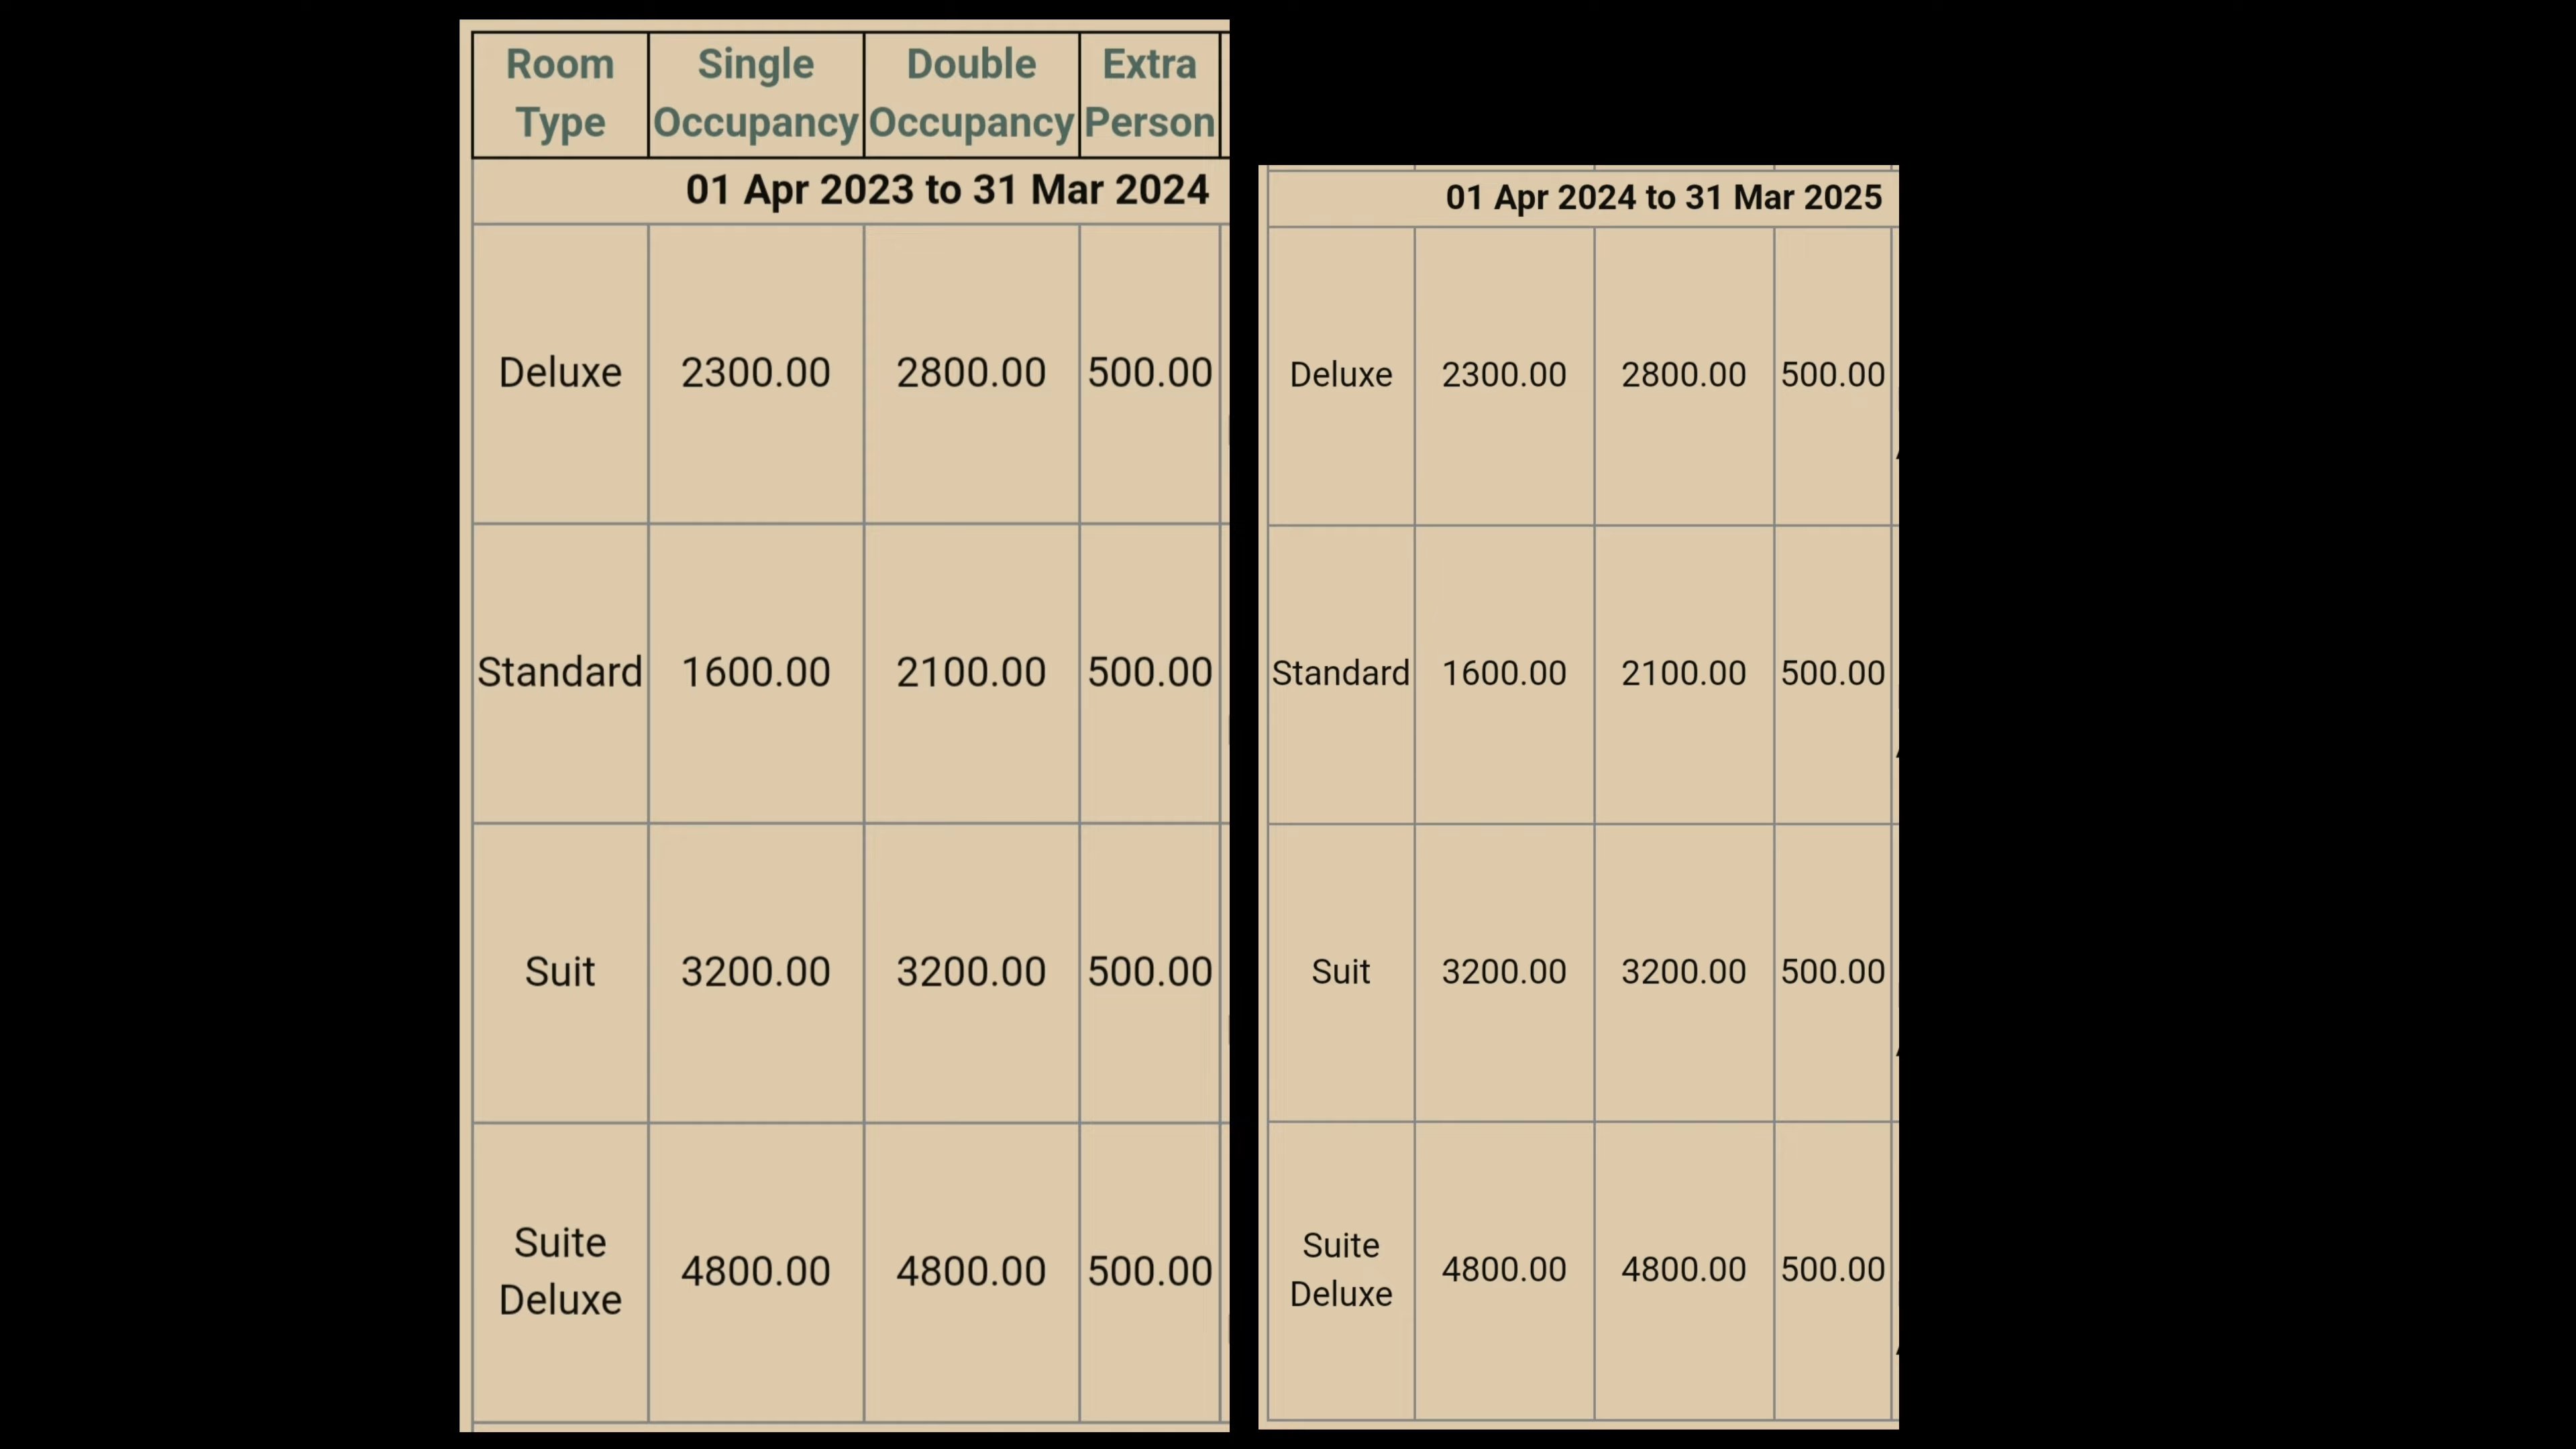 Room Type Single Occupancy Double Occupancy Extra Person
01 Apr 2023 to 31 Mar 2024
Deluxe 2300.00 2800.00 500.00
Standard 1600.00 2100.00 500.00
Suit 3200.00 3200.00 500.00
Suite Deluxe 4800.00 4800.00 500.00
01 Apr 2024 to 31 Mar 2025
Deluxe 2300.00 2800.00 500.00
Standard 1600.00 2100.00 500.00
Suit 3200.00 3200.00 500.00
Suite Deluxe 4800.00 4800.00 500.00